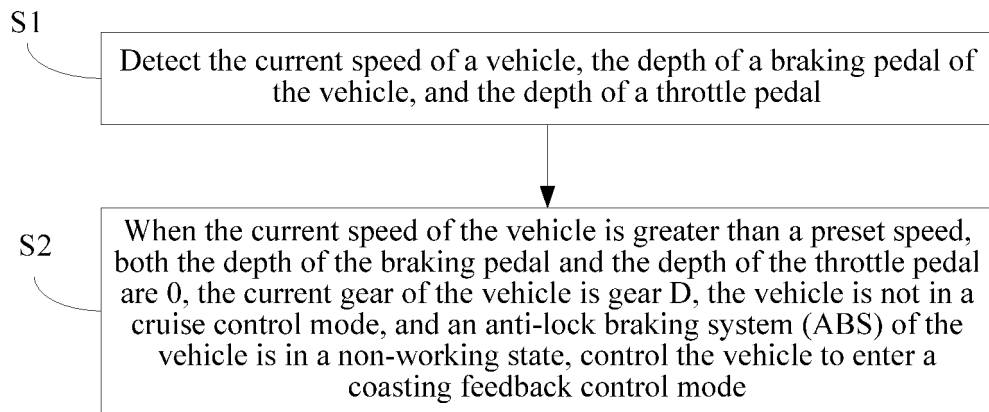 S1
Detect the current speed of a vehicle, the depth of a braking pedal of
the vehicle, and the depth of a throttle pedal
S2
When the current speed of the vehicle is greater than a preset speed,
both the depth of the braking pedal and the depth of the throttle pedal
are 0, the current gear of the vehicle is gear D, the vehicle is not in a
cruise control mode, and an anti-lock braking system (ABS) of the
vehicle is in a non-working state, control the vehicle to enter a
coasting feedback control mode